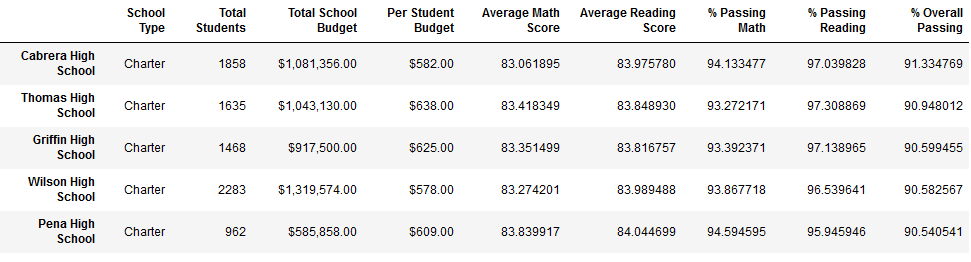 School Type Total Students Total School Budget Per Student Budget Average Math Score Average Reading Score % Passing Math % Passing Reading % Overall Passing
Cabrera High School Charter 1858 $1,081,356.00 $582.00 83.061895 83.975780 94.133477 97.039828 91.334769
Thomas High School Charter 1635 $1,043,130.00 $638.00 83.418349 83.848930 93.272171 97.308869 90.948012
Griffin High School Charter 1468 $917,500.00 $625.00 83.351499 83.816757 93.392371 97.138965 90.599455
Wilson High School Charter 2283 $1,319,574.00 $578.00 83.274201 83.989488 93.867718 96.539641 90.582567
Pena High School Charter 962 $585,858.00 $609.00 83.839917 84.044699 94.594595 95.945946 90.540541